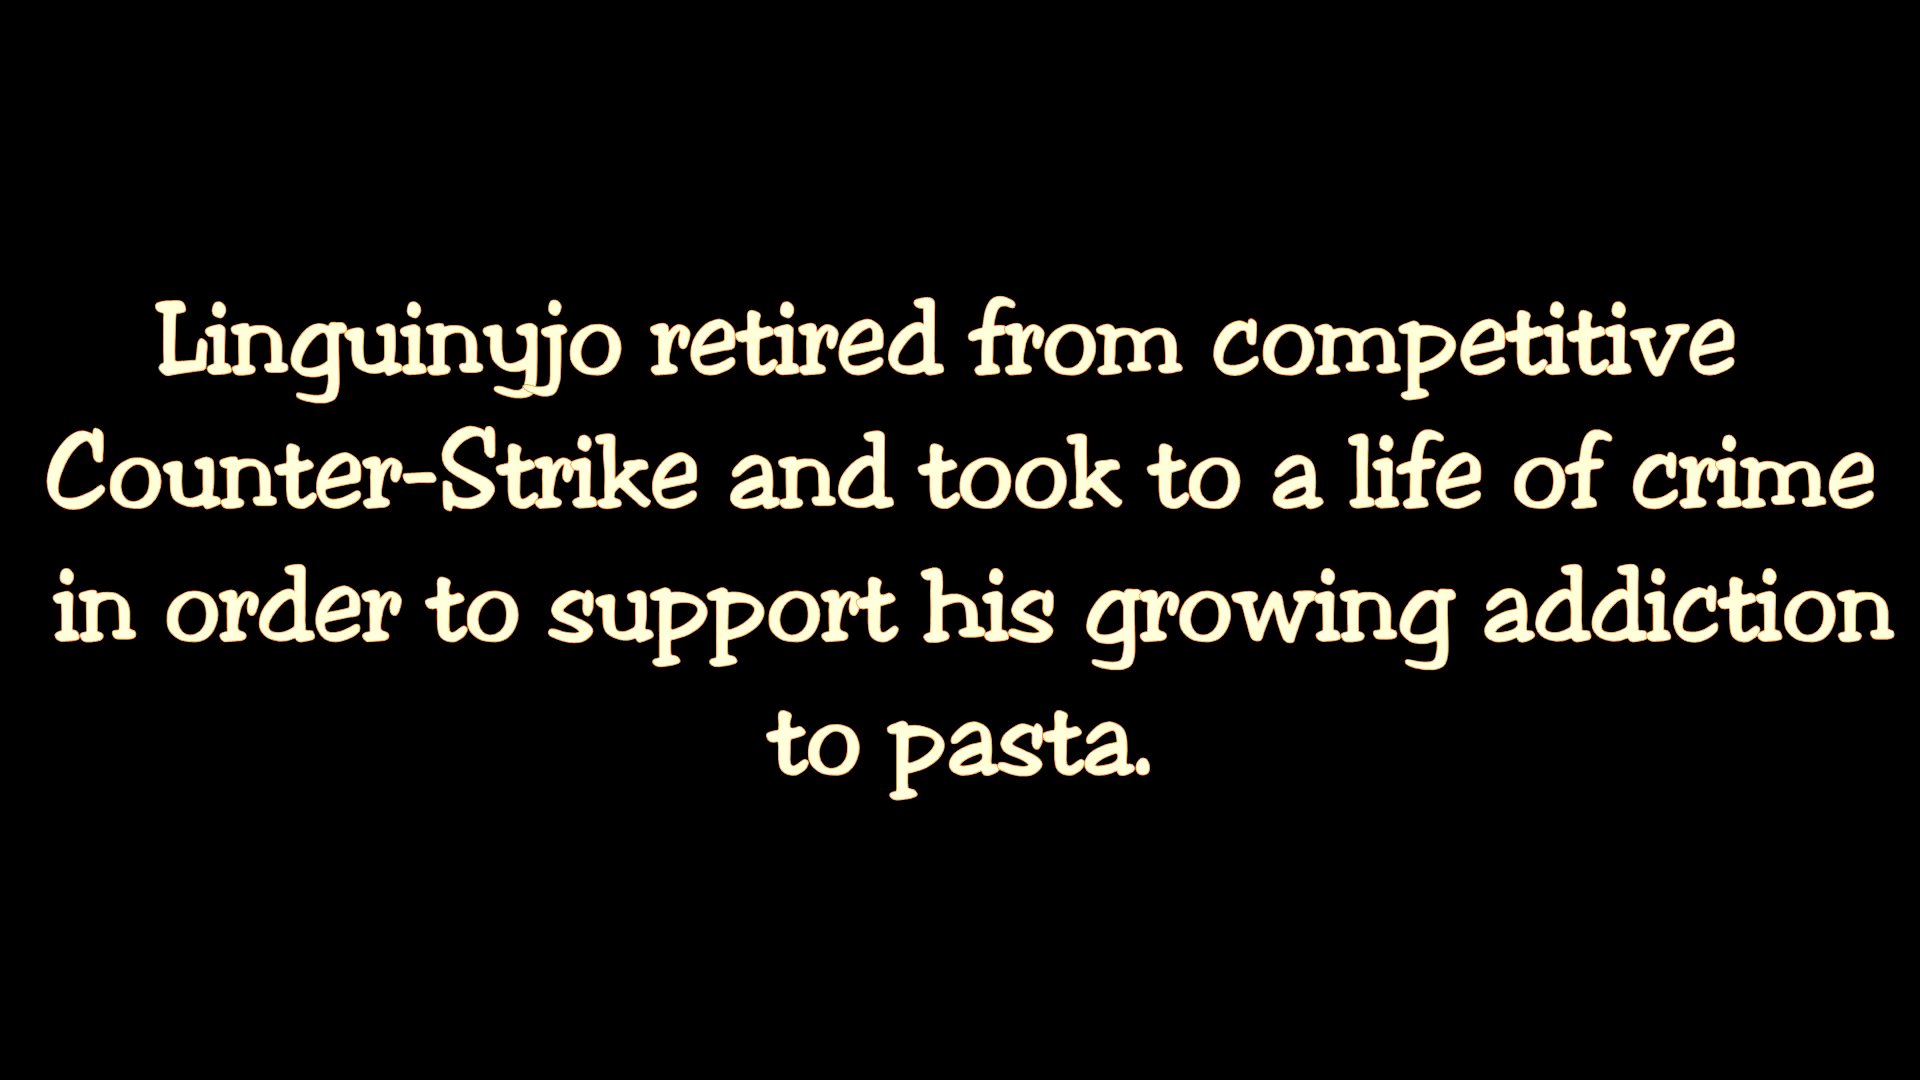 Linguinyjo retired from competitive
Counter-Strike and took to a life of crime
in order to support his growing addiction
to pasta.